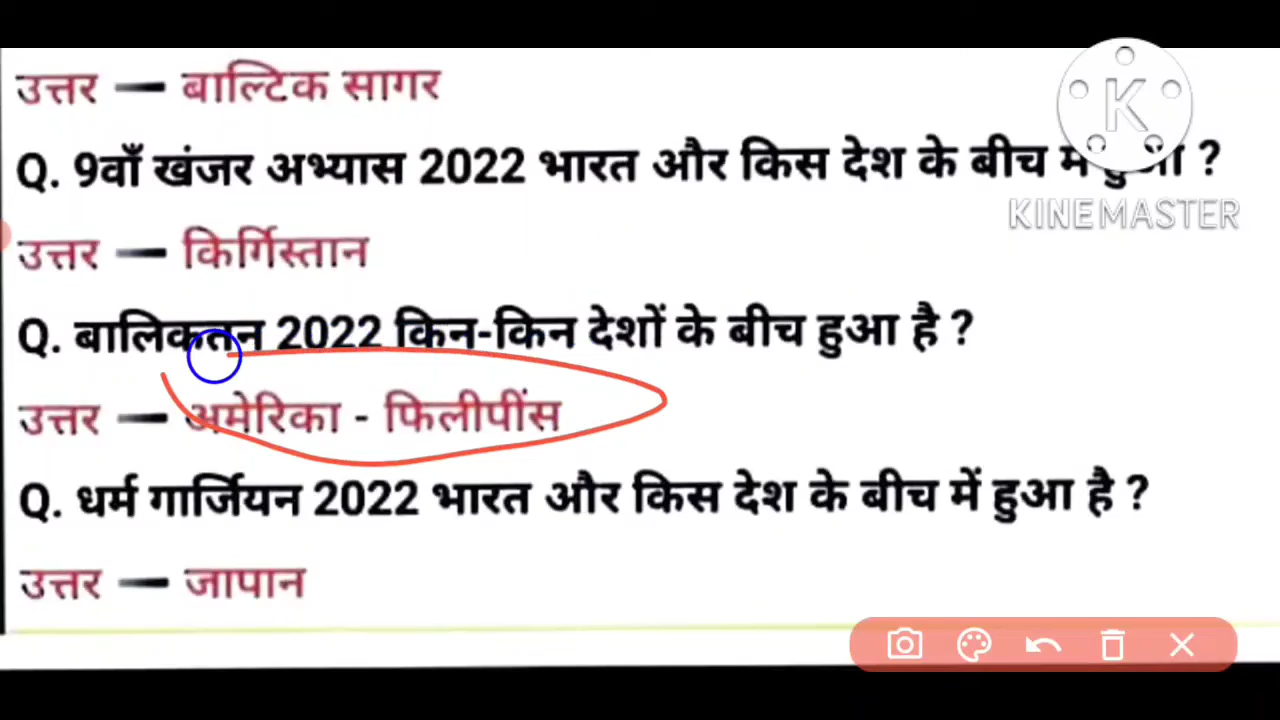 उत्तर — बाल्टिक सागर
Q. 9वाँ खंजर अभ्यास 2022 भारत और किस देश के बीच में हुआ ?
K
KINEMASTER
उत्तर — किर्गिस्तान
Q. बालिकतन 2022 किन-किन देशों के बीच हुआ है ?
उत्तर — अमेरिका - फिलीपींस
Q. धर्म गार्जियन 2022 भारत और किस देश के बीच में हुआ है ?
उत्तर — जापान